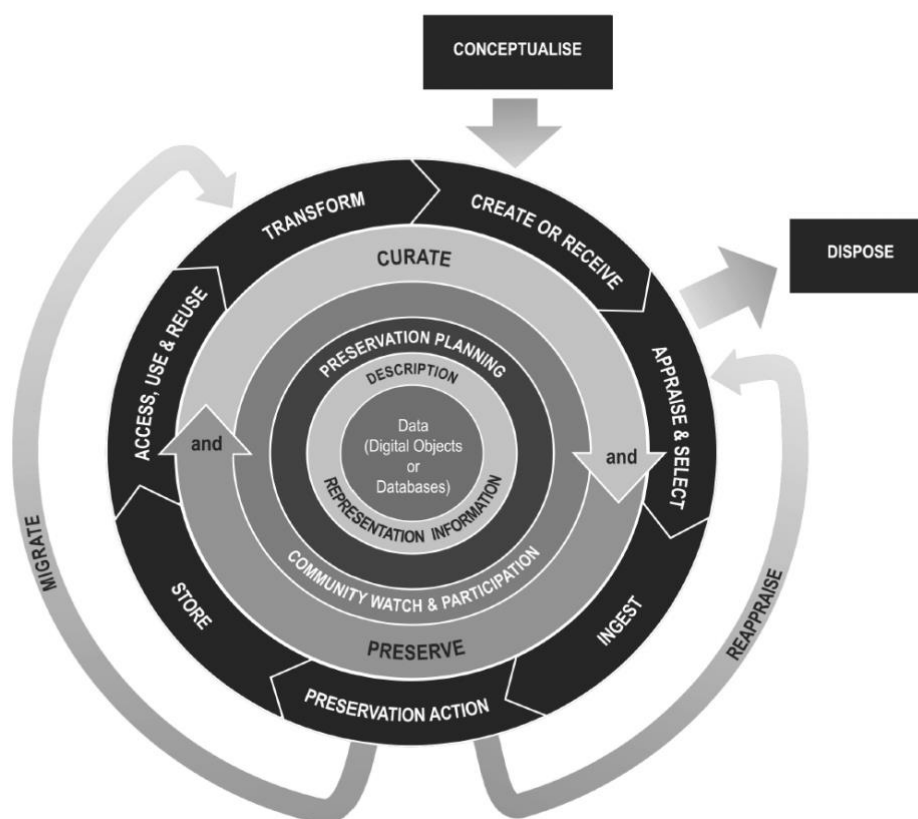 CONCEPTUALISE
DISPOSE
TRANSFORM
CREATE OR RECEIVE
APPRAISE & SELECT
INGEST
PRESERVATION ACTION
STORE
ACCESS, USE & REUSE
MIGRATE
REAPPRAISE
CURATE
and
PRESERVE
and
PRESERVATION PLANNING
COMMUNITY WATCH & PARTICIPATION
DESCRIPTION
REPRESENTATION INFORMATION
Data
(Digital Objects
or
Databases)